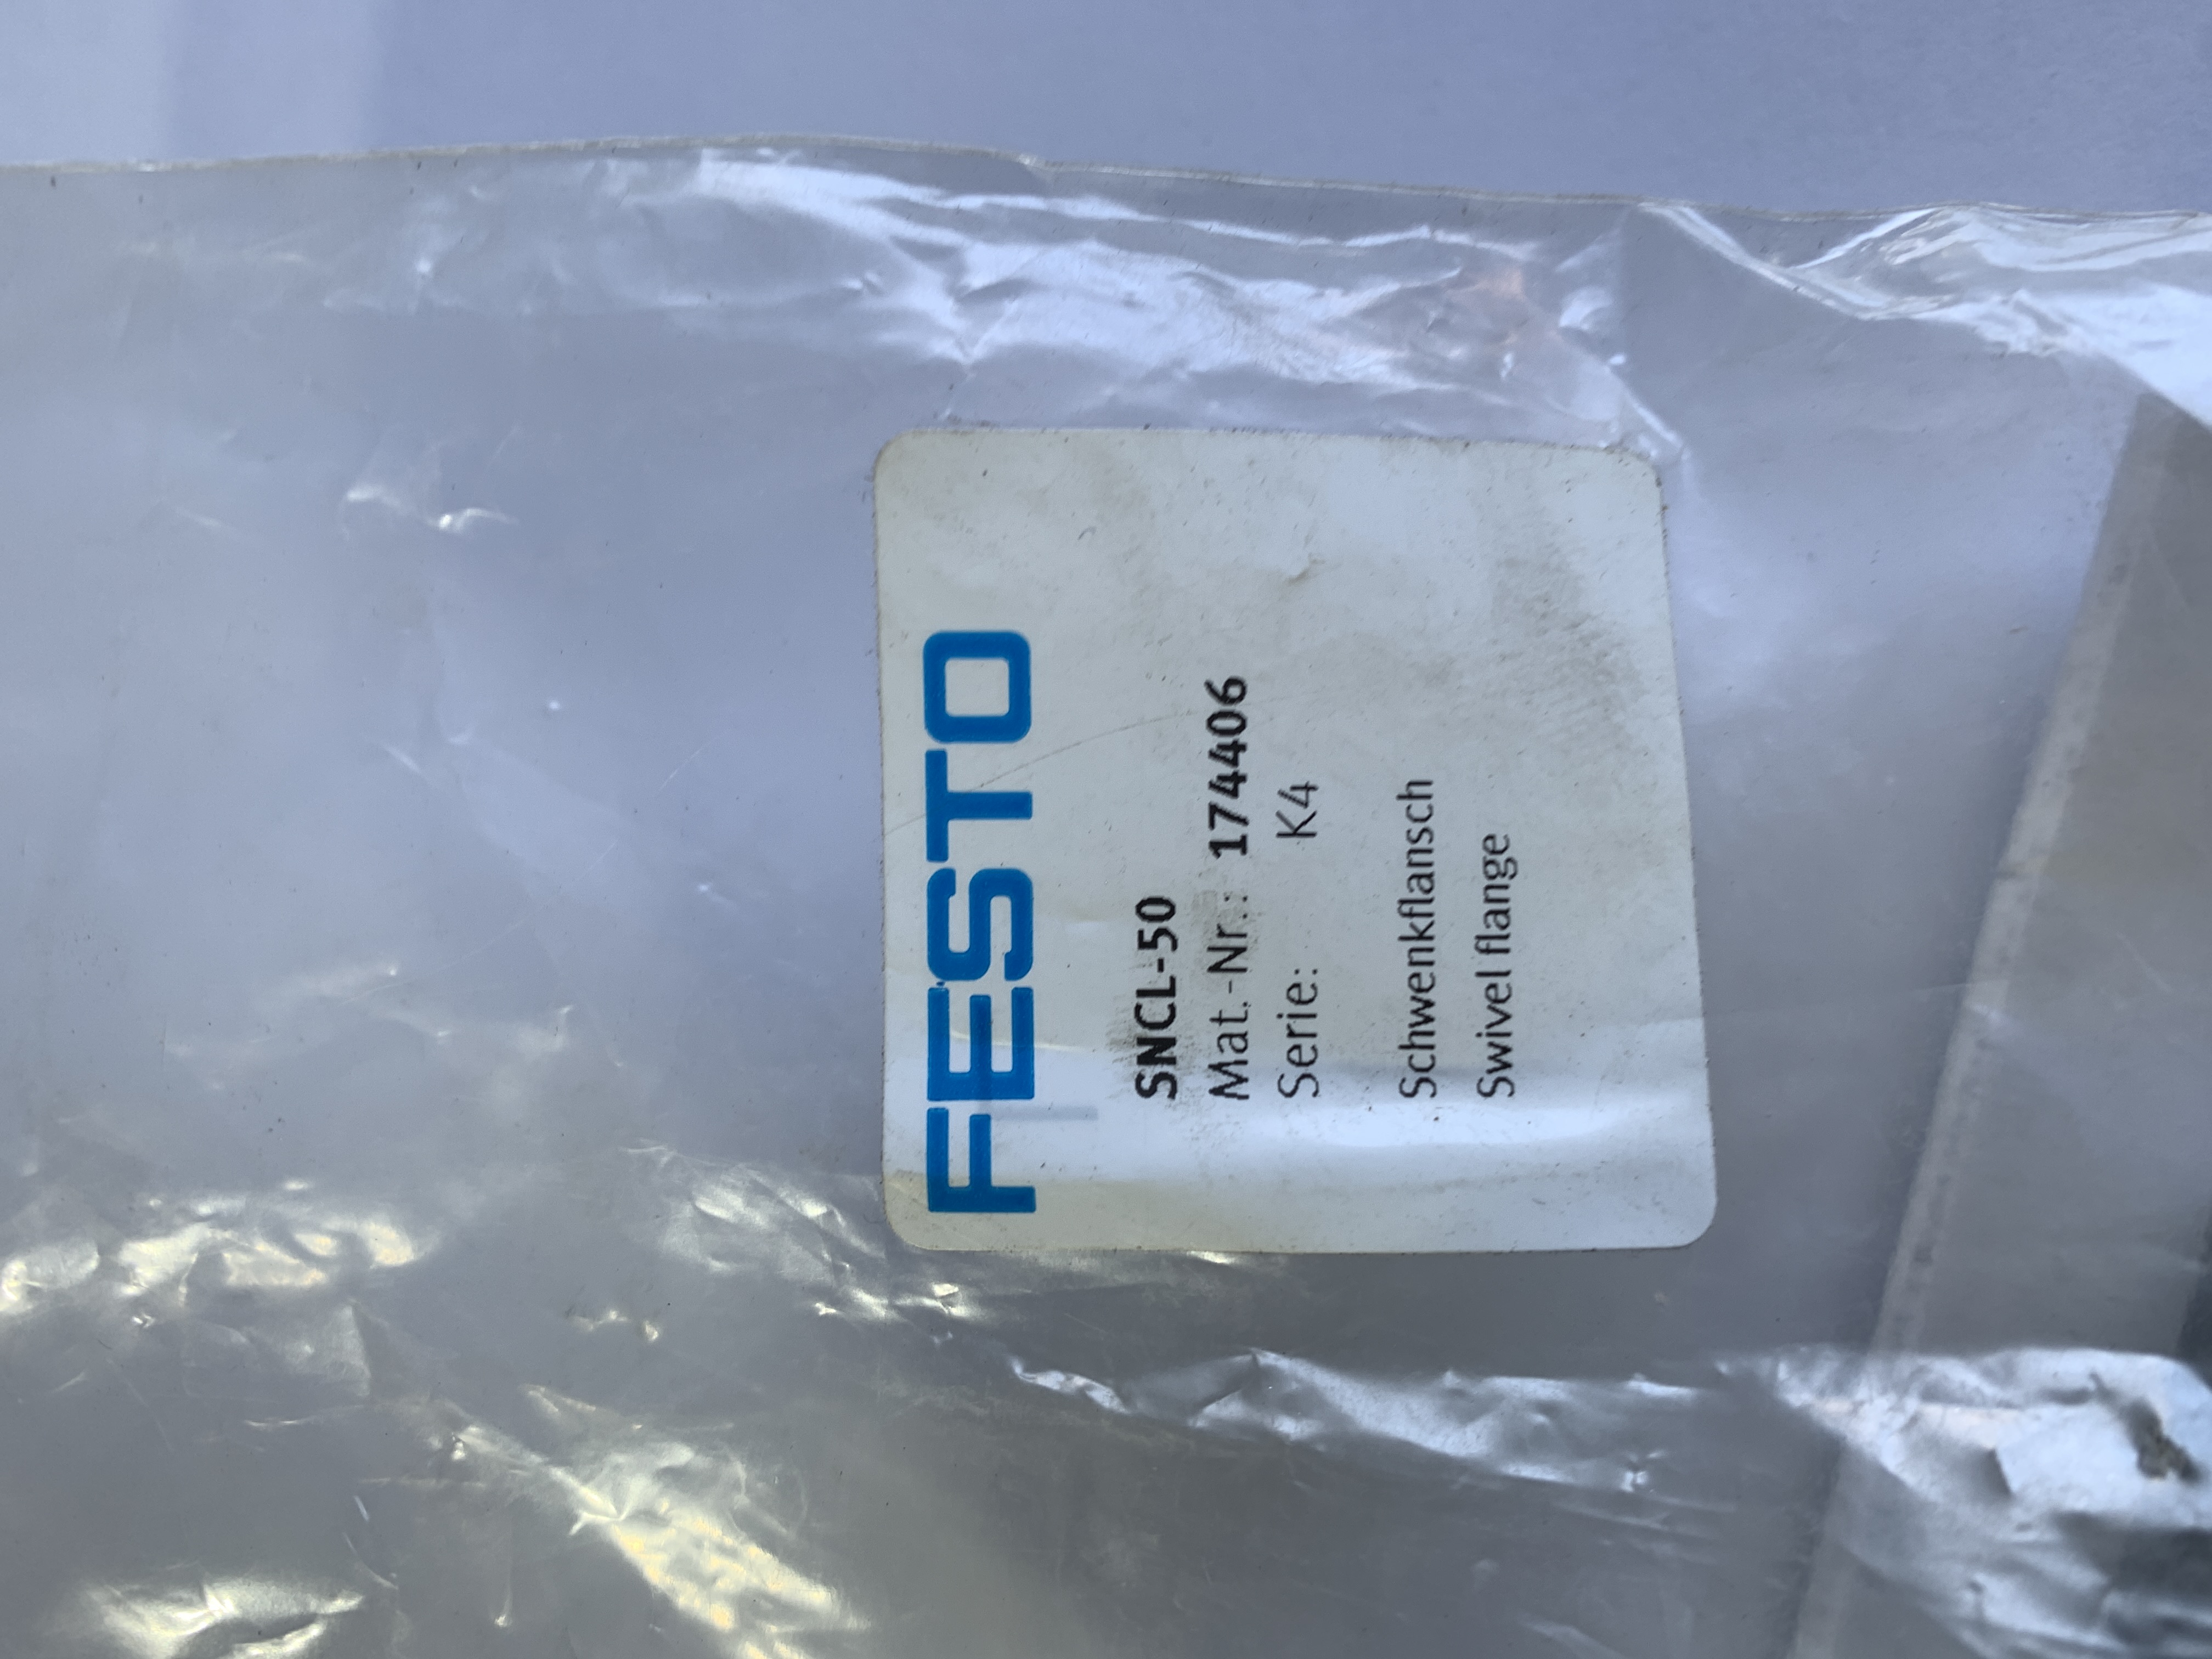 FESTO
SNCL-50
Mat.-Nr.: 174406
Serie: K4
Schwenkflansch
Swivel flange